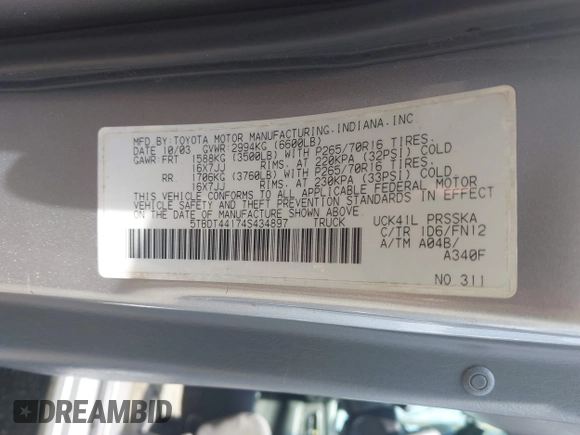 MFD.BY:TOYOTA MOTOR MANUFACTURING.INDIANA.INC
DATE 10/03 GVWR 2994KG (6600LB)
GAWR FRT 1588KG (3500LB) WITH P265/70R16 TIRES.
16X7JJ RIMS. AT 220KPA (32PSI) COLD
RR. 1706KG (3760LB) WITH P265/70R16 TIRES.
16X7JJ RIMS. AT 230KPA (33PSI) COLD
THIS VEHICLE CONFORMS TO ALL APPLICABLE FEDERAL MOTOR
VEHICLE SAFETY AND THEFT PREVENTION STANDARDS IN EFFECT
ON THE DATE OF MANUFACTURE SHOWN ABOVE
5TBDT44174S434897 TRUCK
UCK41L PRSSKA
C/TR 1D6/FN12
A/TM A04B/
A340F
NO 311
DREAMBID